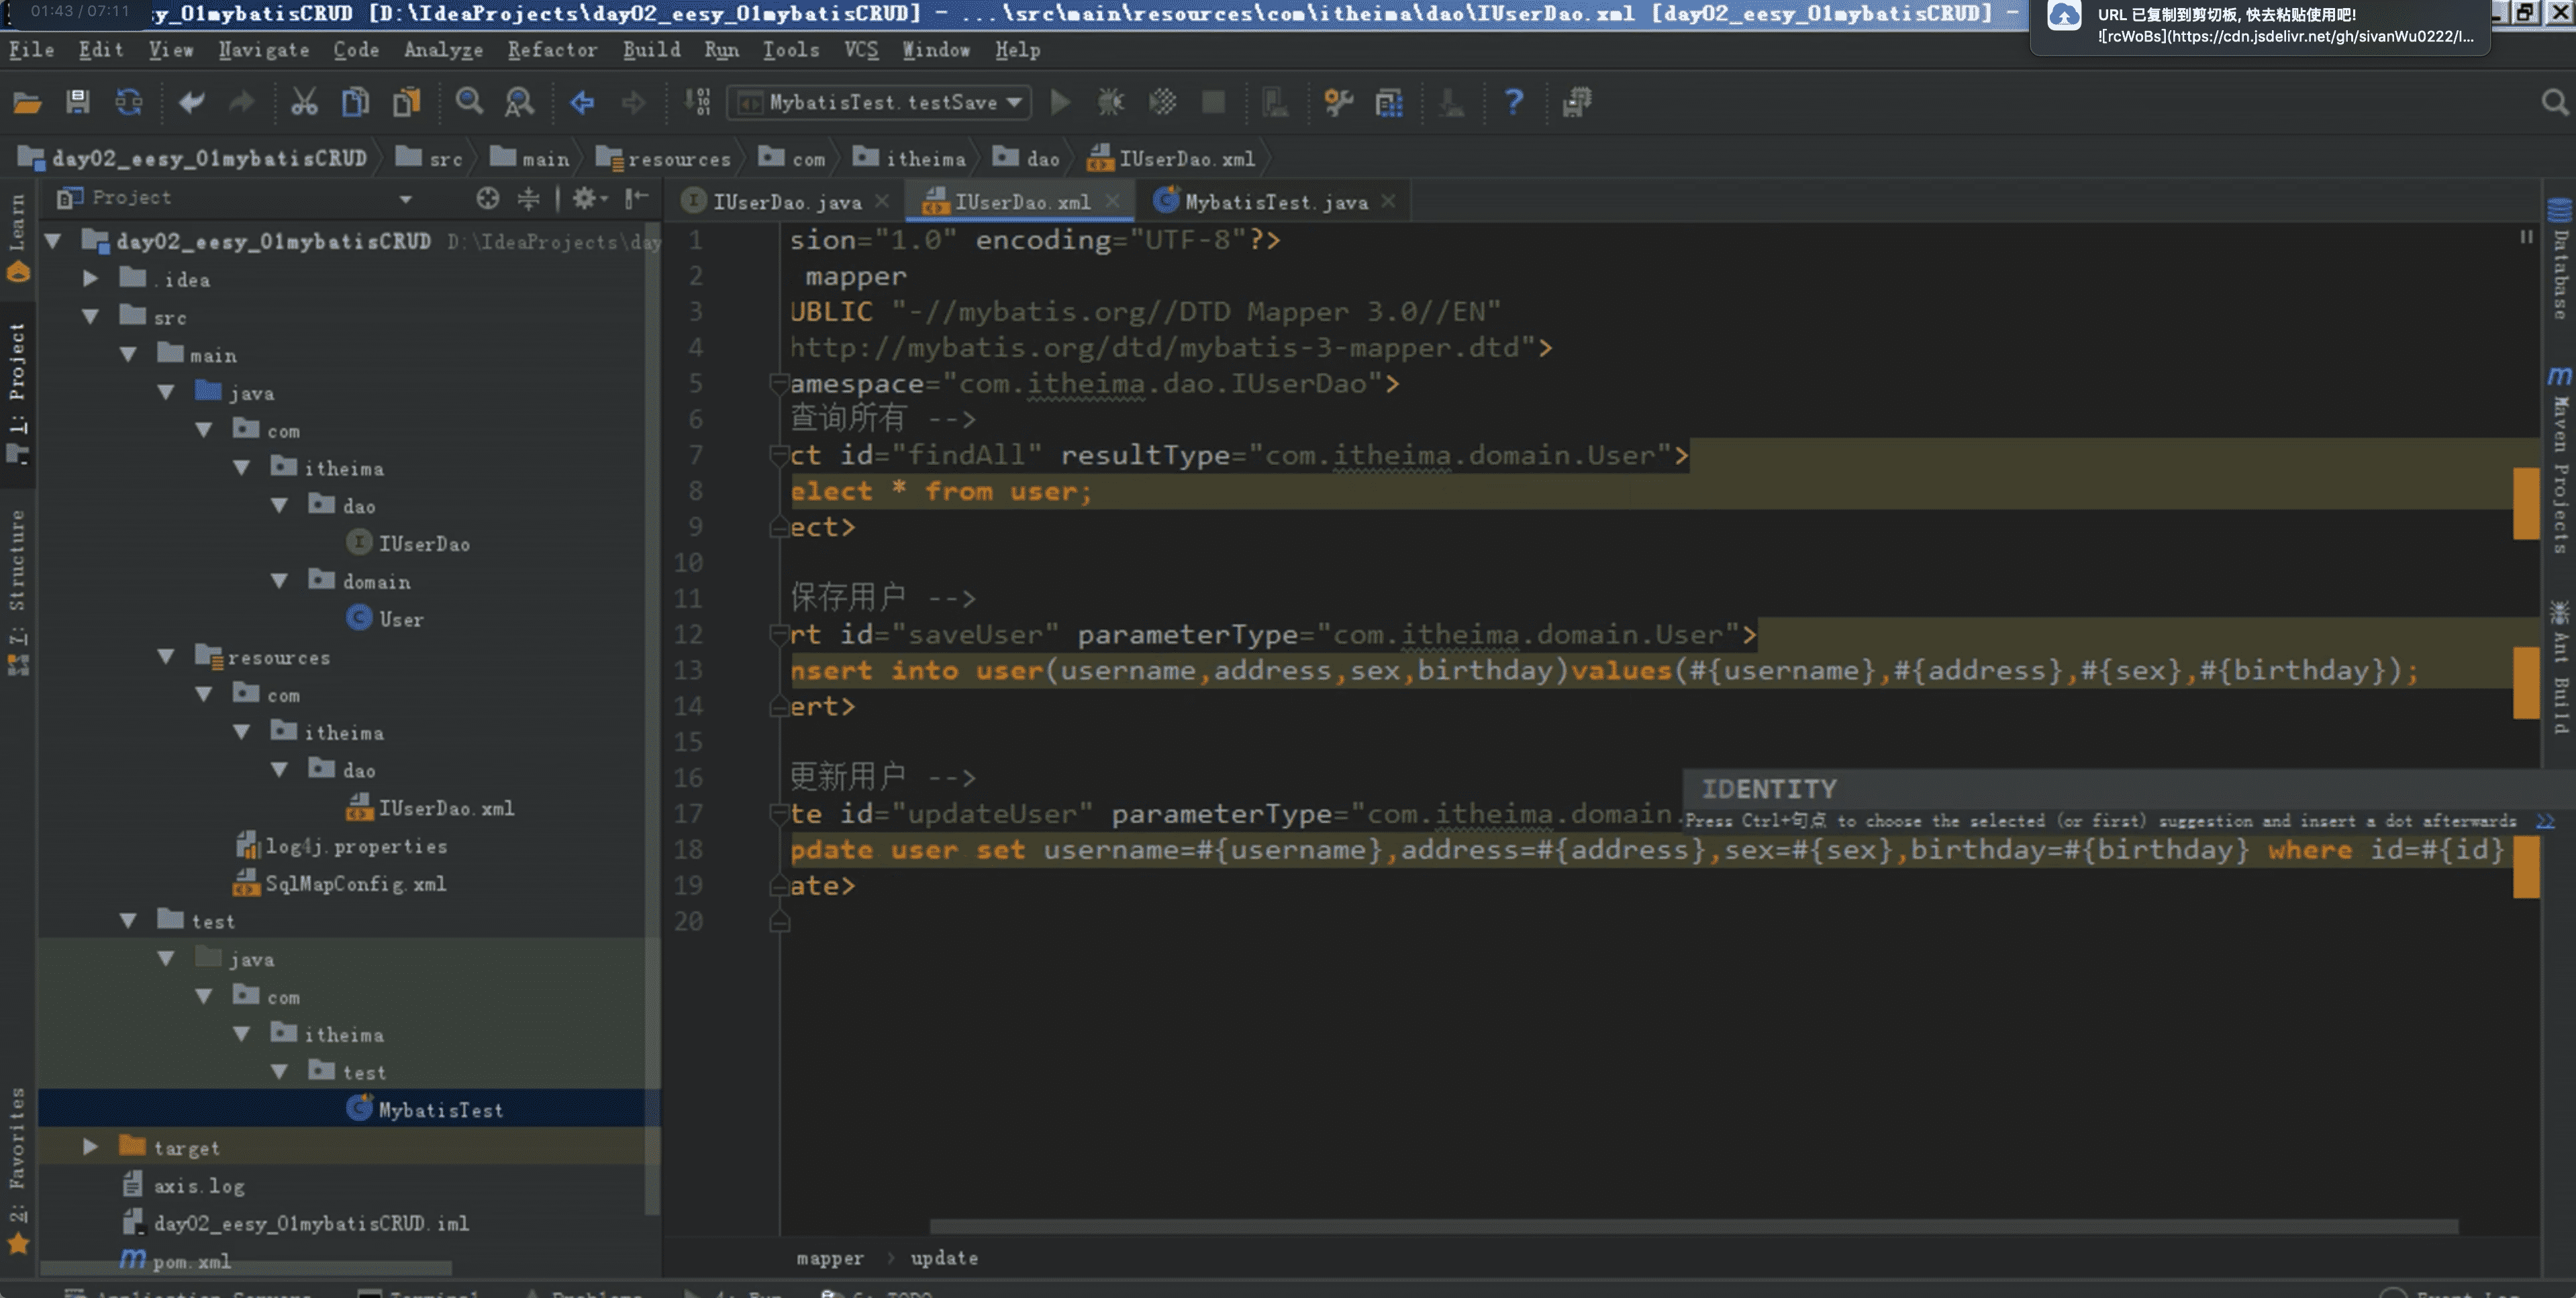 01:43 / 07:11
sy_01mybatisCRUD [D:\IdeaProjects\day02_eesy_01mybatisCRUD] - ...\src\main\resources\com\itheima\dao\IUserDao.xml [day02_eesy_01mybatisCRUD] -
URL 已复制到剪切板, 快去粘贴使用吧!
![rcWoBs](https://cdn.jsdelivr.net/gh/sivanWu0222/I...
File Edit View Navigate Code Analyze Refactor Build Run Tools VCS Window Help
MybatisTest.testSave
day02_eesy_01mybatisCRUD src main resources com itheima dao IUserDao.xml
Project
IUserDao.java IUserDao.xml MybatisTest.java
Learn
1: Project
7: Structure
2: Favorites
day02_eesy_01mybatisCRUD D:\IdeaProjects\day
.idea
src
main
java
com
itheima
dao
IUserDao
domain
User
resources
com
itheima
dao
IUserDao.xml
log4j.properties
SqlMapConfig.xml
test
java
com
itheima
test
MybatisTest
target
axis.log
day02_eesy_01mybatisCRUD.iml
pom.xml
1 sion="1.0" encoding="UTF-8"?>
2 mapper
3 UBLIC "-//mybatis.org//DTD Mapper 3.0//EN"
4 http://mybatis.org/dtd/mybatis-3-mapper.dtd">
5 amespace="com.itheima.dao.IUserDao">
6 查询所有 -->
7 ct id="findAll" resultType="com.itheima.domain.User">
8 elect * from user;
9 ect>
10
11 保存用户 -->
12 rt id="saveUser" parameterType="com.itheima.domain.User">
13 nsert into user(username,address,sex,birthday)values(#{username},#{address},#{sex},#{birthday});
14 ert>
15
16 更新用户 -->
17 te id="updateUser" parameterType="com.itheima.domain.
18 pdate user set username=#{username},address=#{address},sex=#{sex},birthday=#{birthday} where id=#{id}
19 ate>
20
IDENTITY
Press Ctrl+句点 to choose the selected (or first) suggestion and insert a dot afterwards >>
mapper > update
Database
Maven Projects
Ant Build